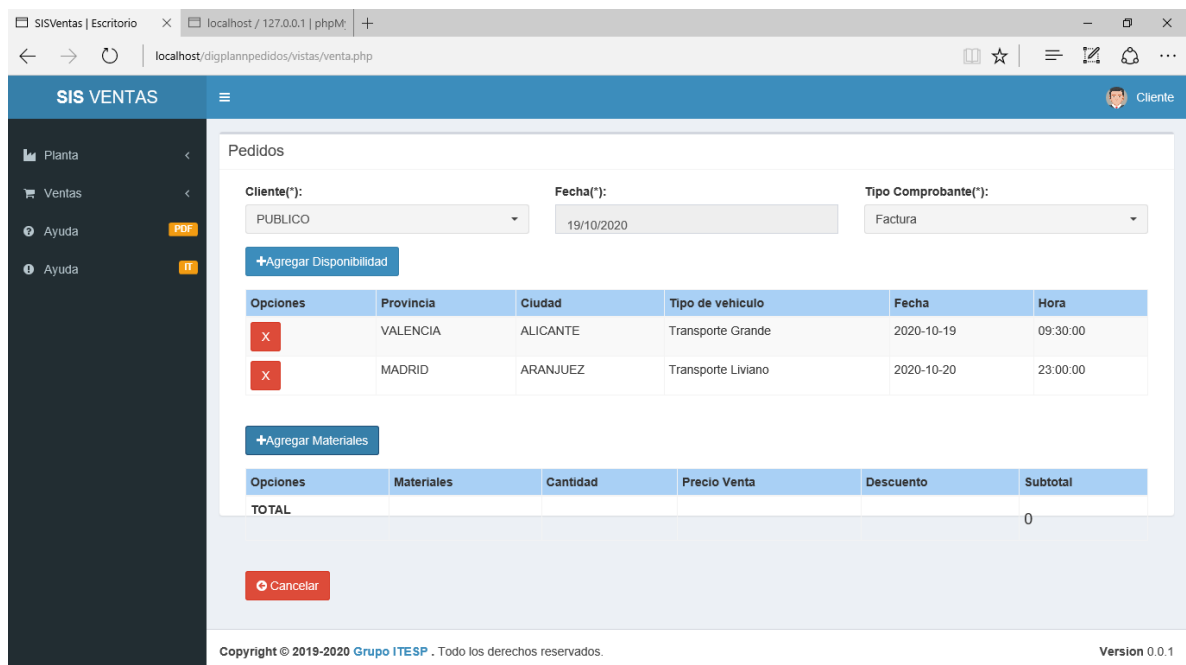 SISVentas | Escritorio
localhost / 127.0.0.1 | phpMy
localhost/digplannpedidos/vistas/venta.php
SIS VENTAS
Cliente
Planta
Ventas
Ayuda PDF
Ayuda IT
Pedidos
Cliente(*): Fecha(*): Tipo Comprobante(*):
PUBLICO 19/10/2020 Factura
+Agregar Disponibilidad
Opciones Provincia Ciudad Tipo de vehiculo Fecha Hora
X VALENCIA ALICANTE Transporte Grande 2020-10-19 09:30:00
X MADRID ARANJUEZ Transporte Liviano 2020-10-20 23:00:00
+Agregar Materiales
Opciones Materiales Cantidad Precio Venta Descuento Subtotal
TOTAL 0
Cancelar
Copyright © 2019-2020 Grupo ITESP . Todo los derechos reservados. Version 0.0.1